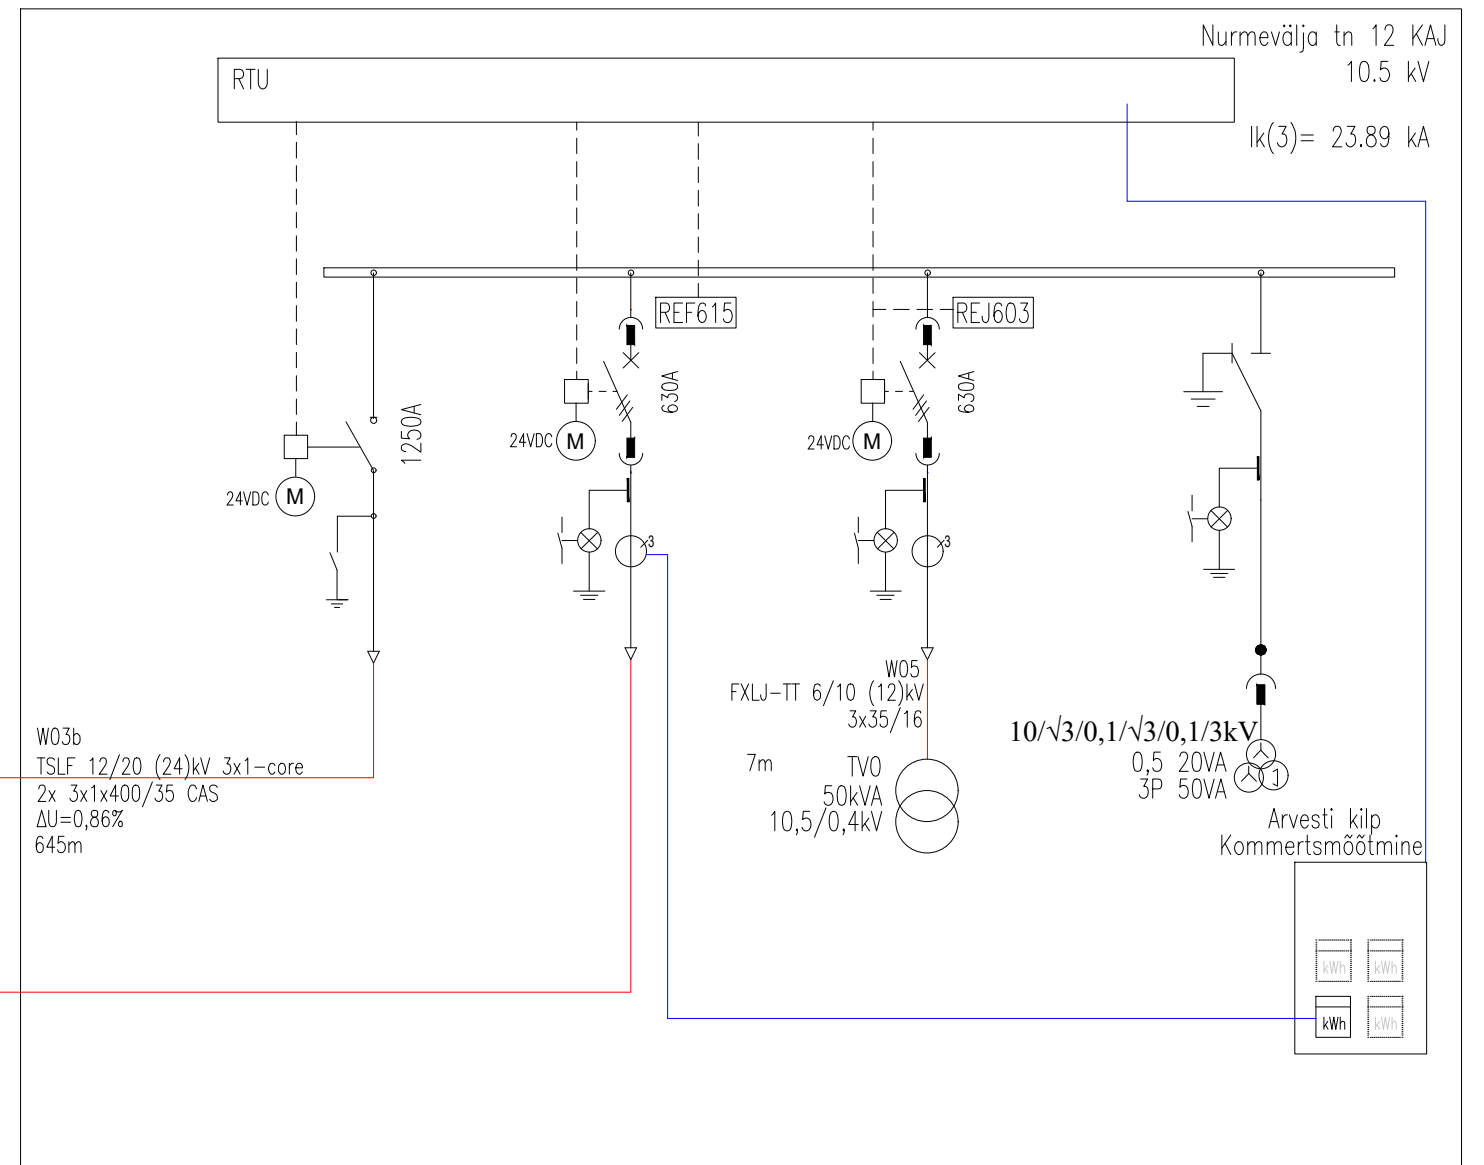 Nurmevälja tn 12 KAJ
10.5 kV
Ik(3)= 23.89 kA
RTU
REF615
REJ603
1250A
630A
630A
24VDC
M
24VDC
M
24VDC
M
3
3
W03b
TSLF 12/20 (24)kV 3x1-core
2x 3x1x400/35 CAS
ΔU=0,86%
645m
W05
FXLJ-TT 6/10 (12)kV
3x35/16
7m
TVO
50kVA
10,5/0,4kV
10/√3/0,1/√3/0,1/3kV
0,5 20VA
3P 50VA
Arvesti kilp
Kommertsmõõtmine
kWh
kWh
kWh
kWh